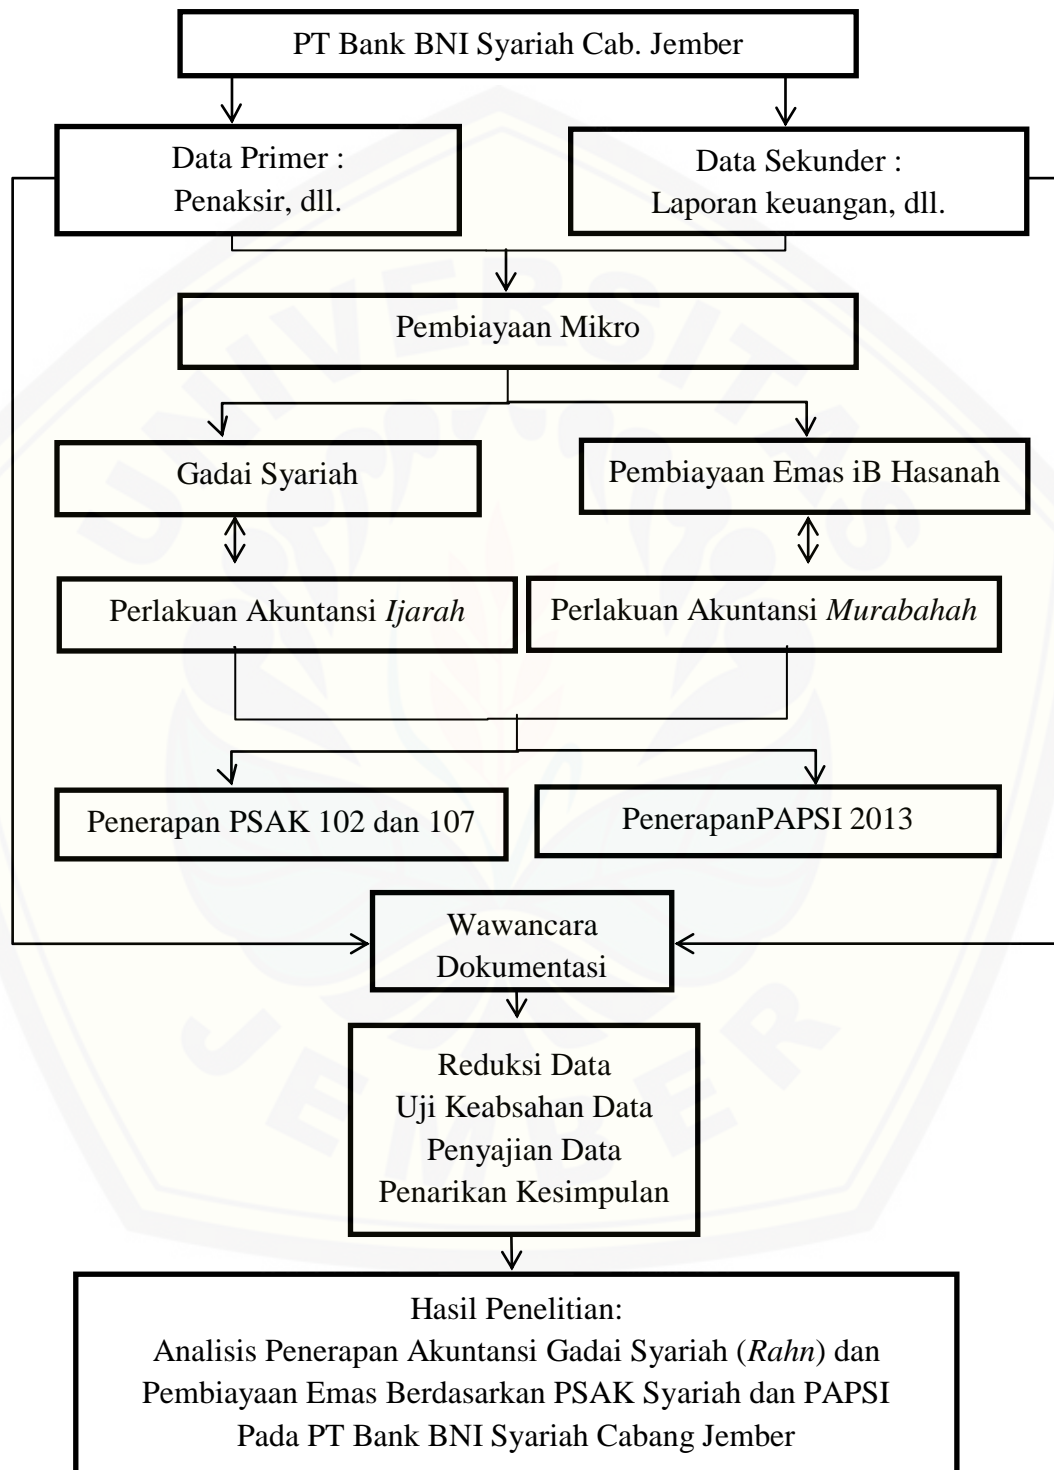 PT Bank BNI Syariah Cab. Jember
Data Primer :
Penaksir, dll.
Data Sekunder :
Laporan keuangan, dll.
Pembiayaan Mikro
Gadai Syariah
Pembiayaan Emas iB Hasanah
Perlakuan Akuntansi Ijarah
Perlakuan Akuntansi Murabahah
Penerapan PSAK 102 dan 107
PenerapanPAPSI 2013
Wawancara
Dokumentasi
Reduksi Data
Uji Keabsahan Data
Penyajian Data
Penarikan Kesimpulan
Hasil Penelitian:
Analisis Penerapan Akuntansi Gadai Syariah (Rahn) dan
Pembiayaan Emas Berdasarkan PSAK Syariah dan PAPSI
Pada PT Bank BNI Syariah Cabang Jember
UNIVERSITAS
JEMBER